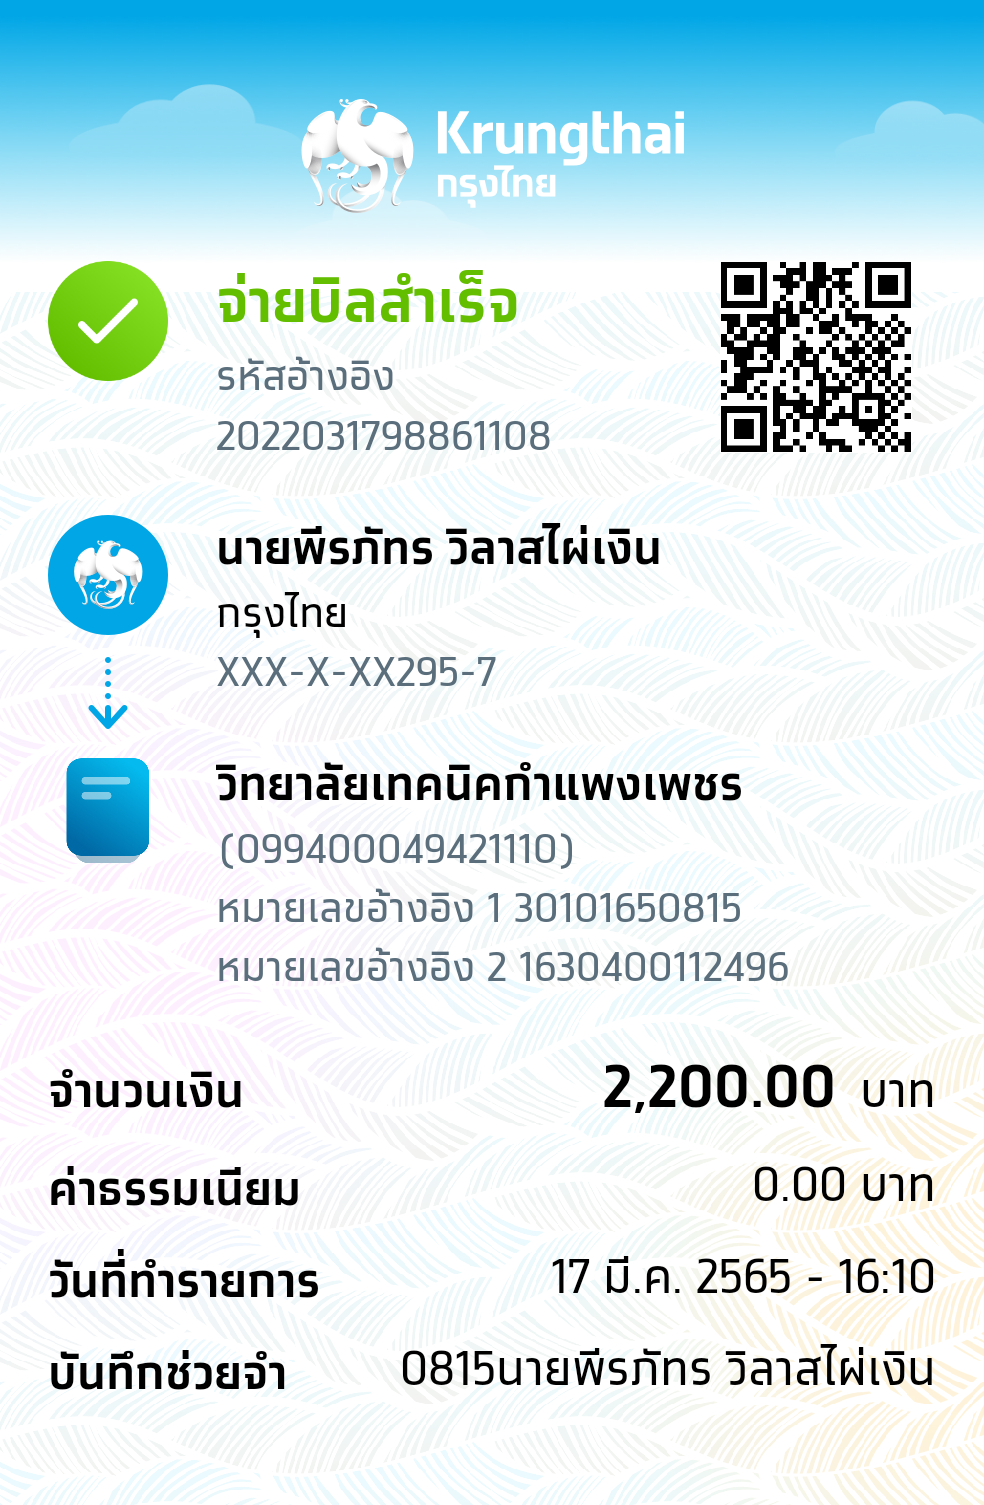 Krungthai
กรุงไทย
จ่ายบิลสำเร็จ
รหัสอ้างอิง
2022031798861108
นายพีรภัทร วิลาสไผ่เงิน
กรุงไทย
XXX-X-XX295-7
วิทยาลัยเทคนิคกำแพงเพชร
(099400049421110)
หมายเลขอ้างอิง 1 30101650815
หมายเลขอ้างอิง 2 1630400112496
จำนวนเงิน 2,200.00 บาท
ค่าธรรมเนียม 0.00 บาท
วันที่ทำรายการ 17 มี.ค. 2565 - 16:10
บันทึกช่วยจำ 0815นายพีรภัทร วิลาสไผ่เงิน